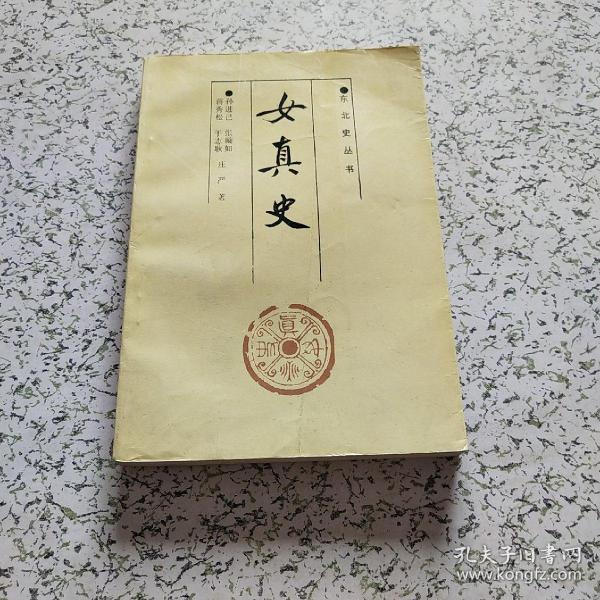 ●东北史丛书
女真史
●孙进己 张璇如
蒋秀松 于志耿 庄严 著
孔夫子旧书网
www.kongfz.com